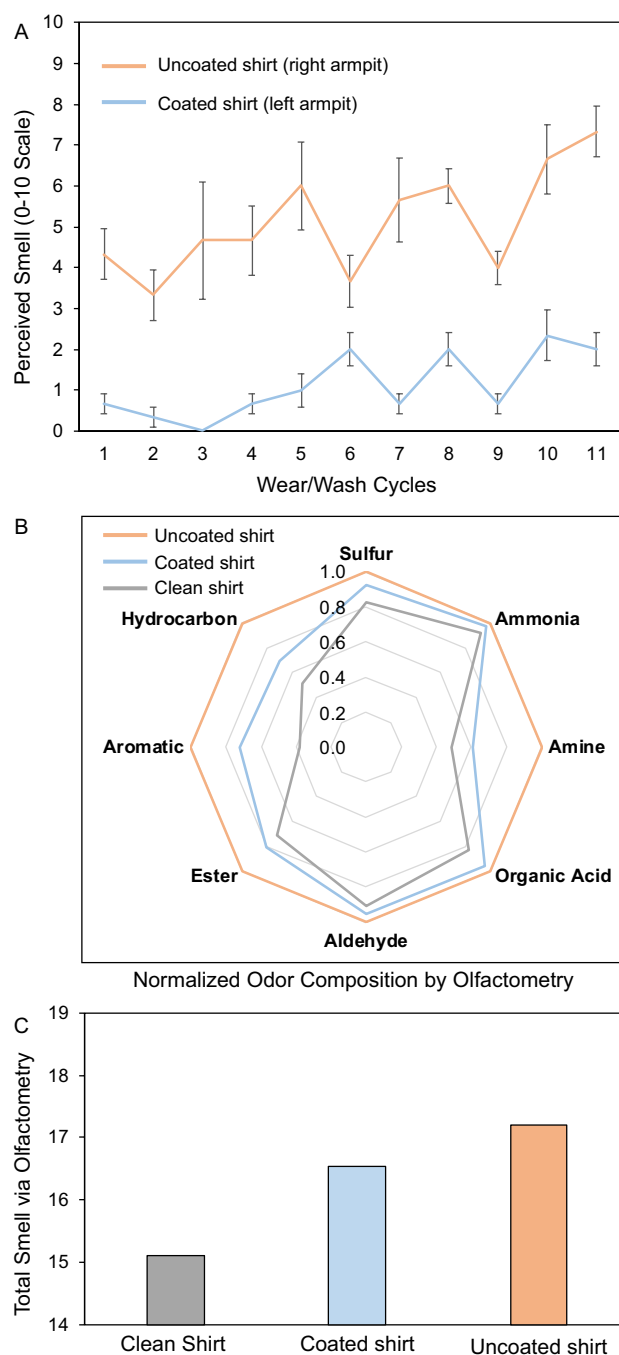 A
10
9
8
7
6
5
4
3
2
1
0
Perceived Smell (0-10 Scale)
Uncoated shirt (right armpit)
Coated shirt (left armpit)
1 2 3 4 5 6 7 8 9 10 11
Wear/Wash Cycles
B
Uncoated shirt
Coated shirt
Clean shirt
Sulfur
Ammonia
Amine
Organic Acid
Aldehyde
Ester
Aromatic
Hydrocarbon
1.0
0.8
0.6
0.4
0.2
0.0
Normalized Odor Composition by Olfactometry
C
19
18
17
16
15
14
Total Smell via Olfactometry
Clean Shirt
Coated shirt
Uncoated shirt